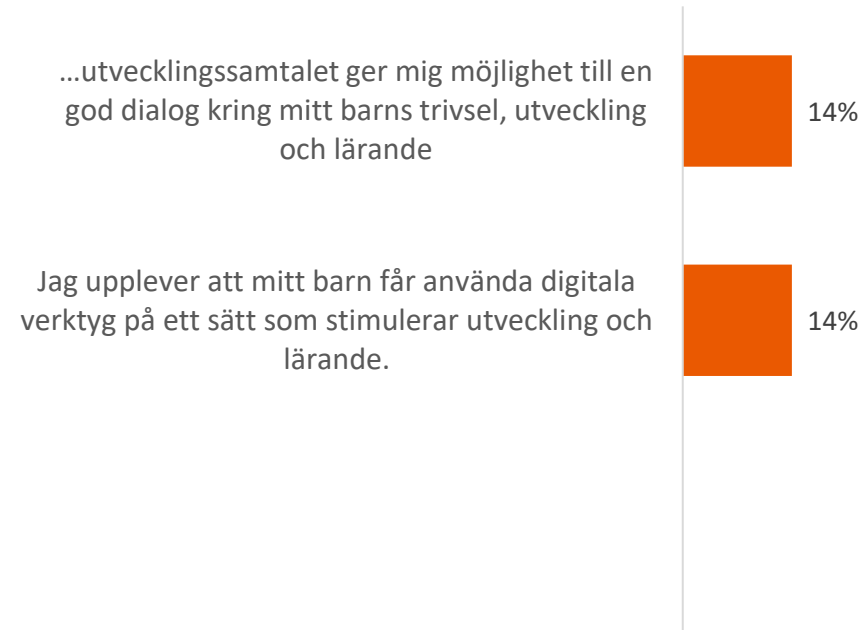 …utvecklingssamtalet ger mig möjlighet till en
god dialog kring mitt barns trivsel, utveckling
och lärande
14%
Jag upplever att mitt barn får använda digitala
verktyg på ett sätt som stimulerar utveckling och
lärande.
14%